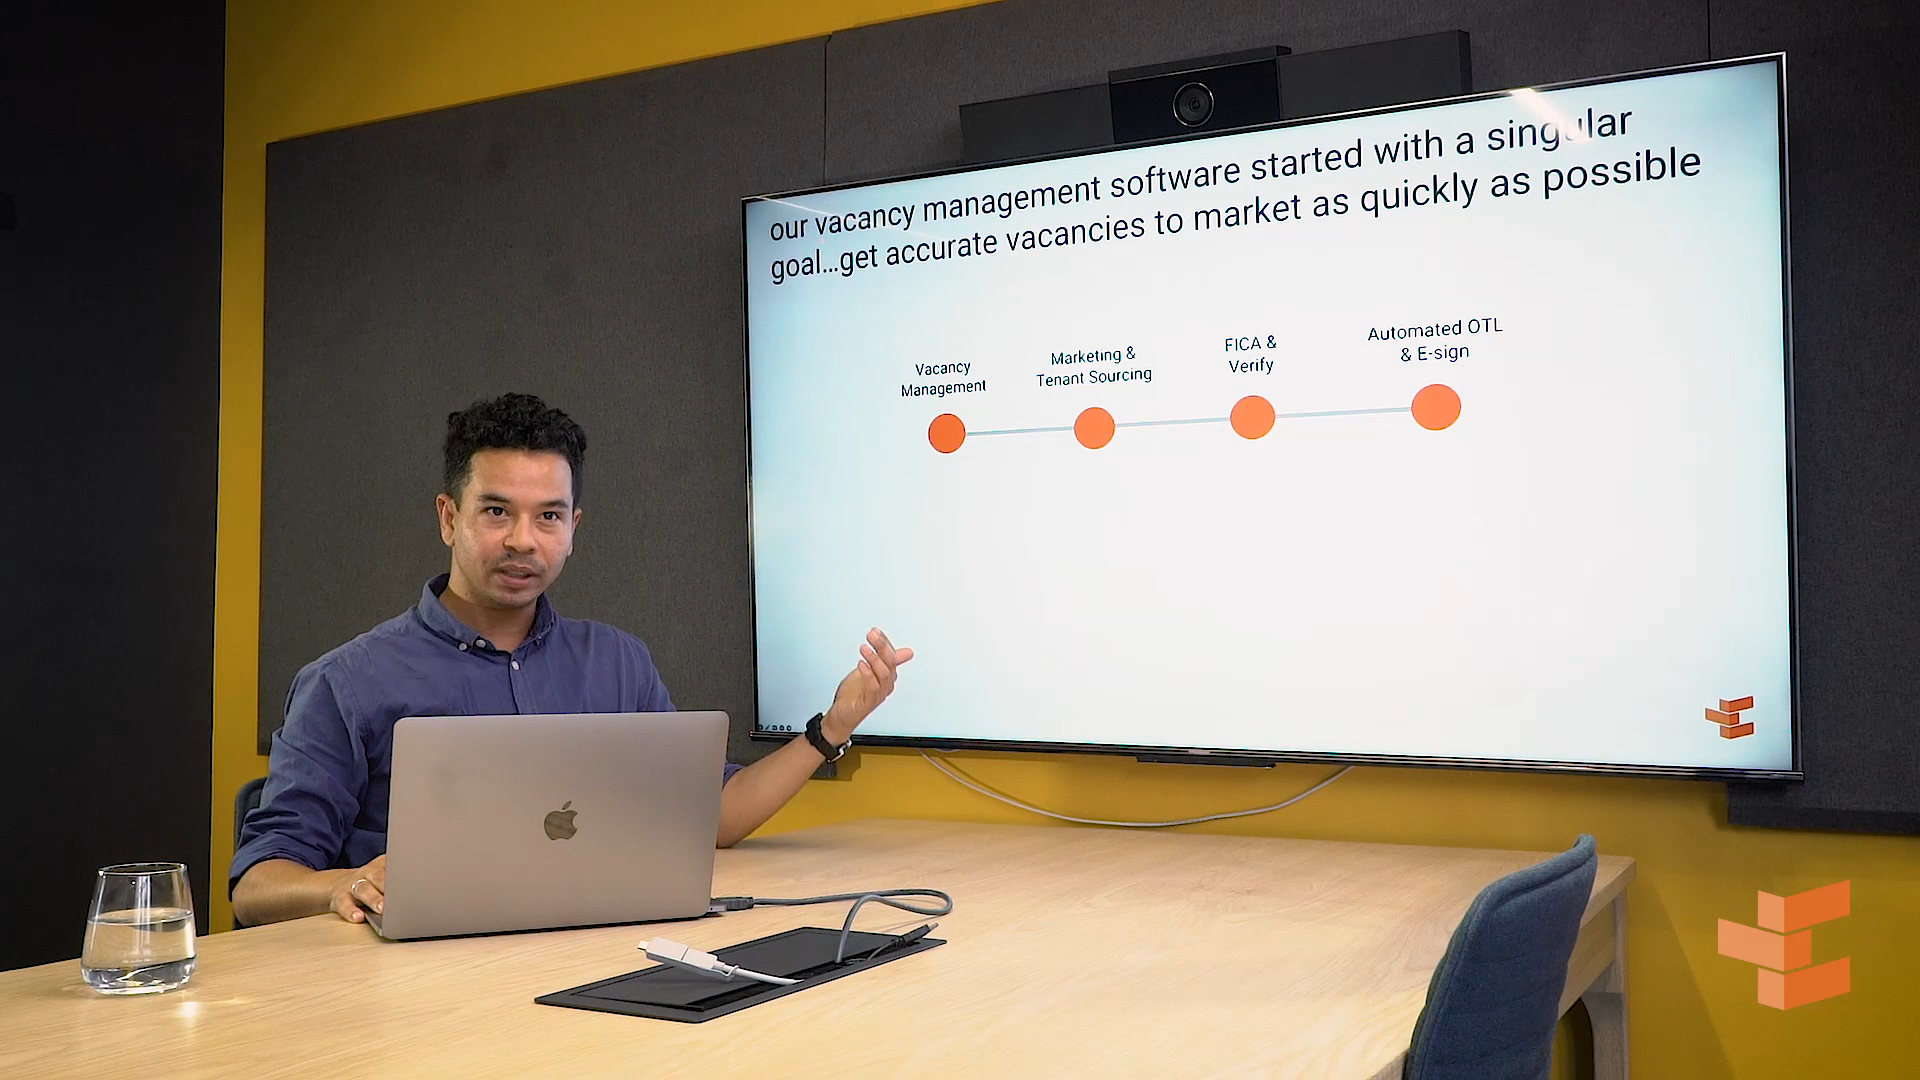 our vacancy management software started with a singular
goal...get accurate vacancies to market as quickly as possible
Vacancy
Management
Marketing &
Tenant Sourcing
FICA &
Verify
Automated OTL
& E-sign